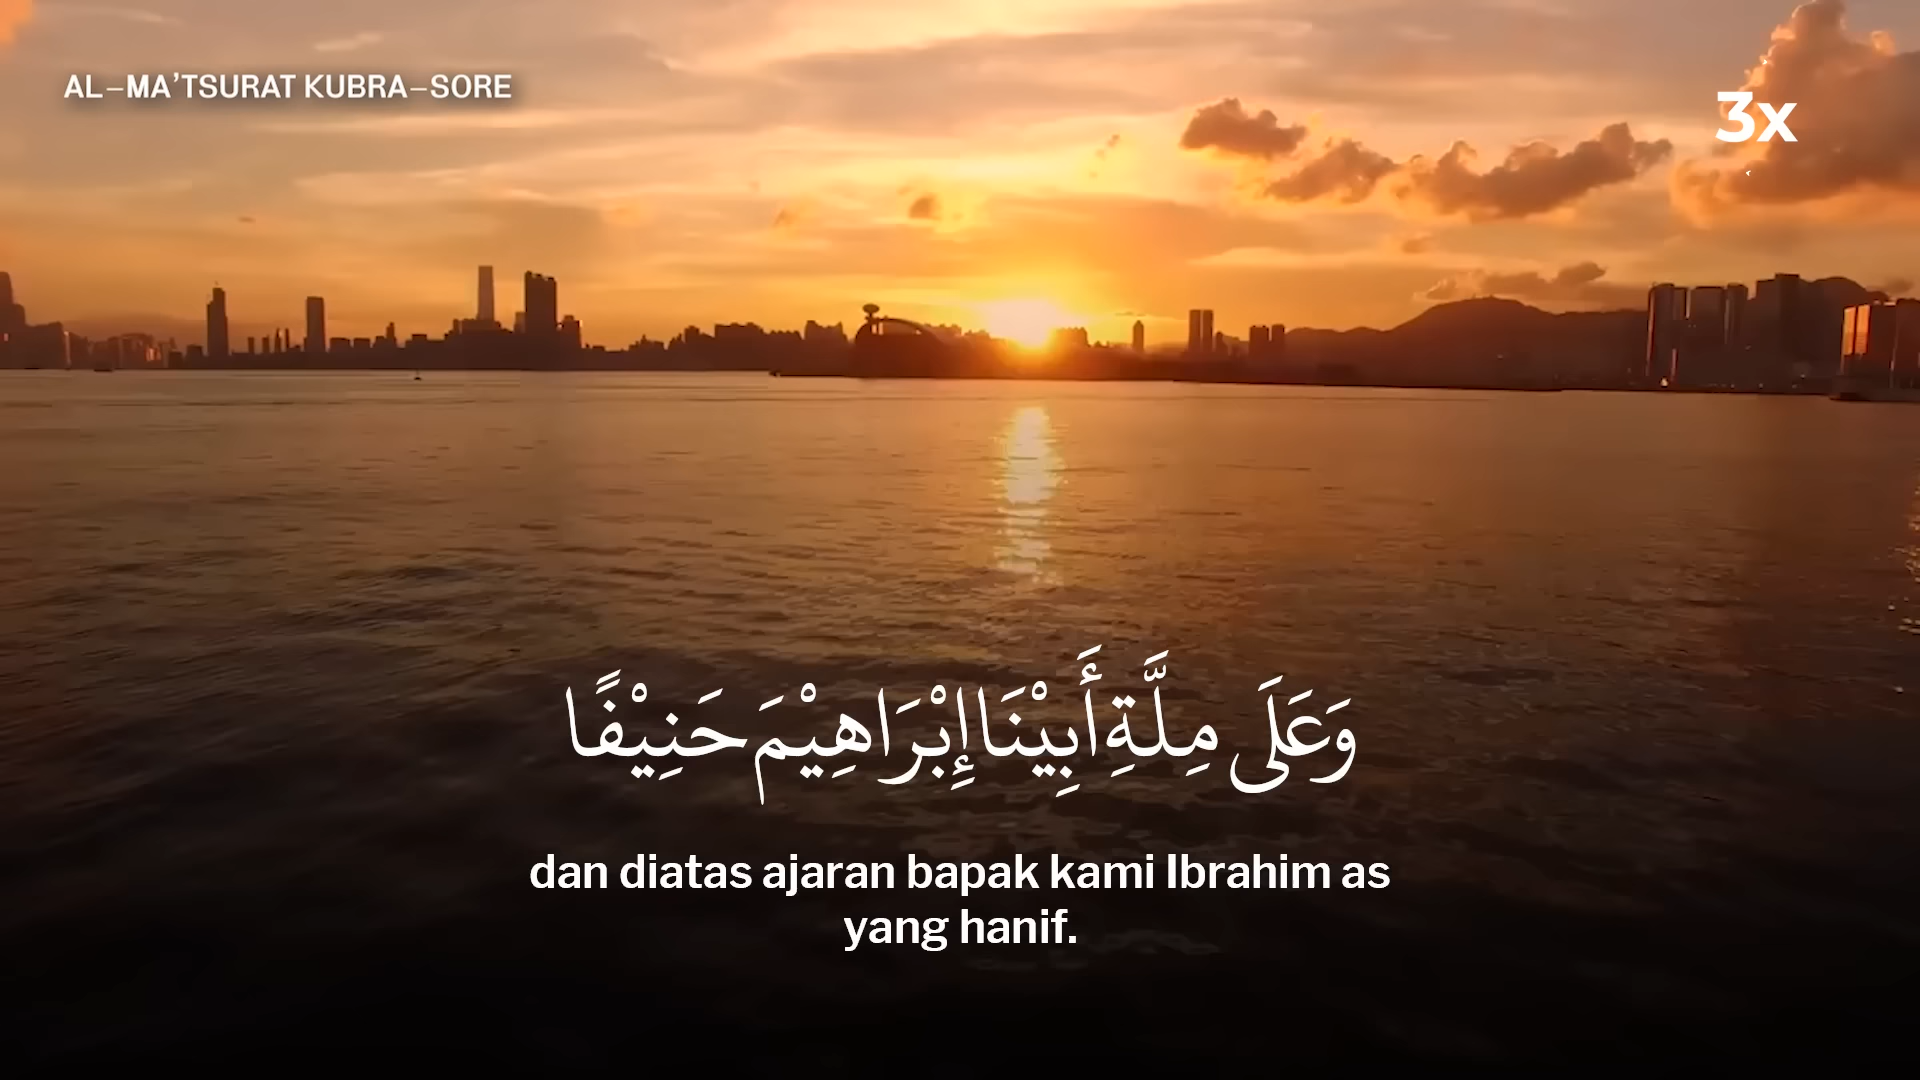 AL-MA'TSURAT KUBRA-SORE
3x
وَعَلَى مِلَّةِ أَبِيْنَا إِبْرَاهِيْمَ حَنِيْفًا
dan diatas ajaran bapak kami Ibrahim as
yang hanif.